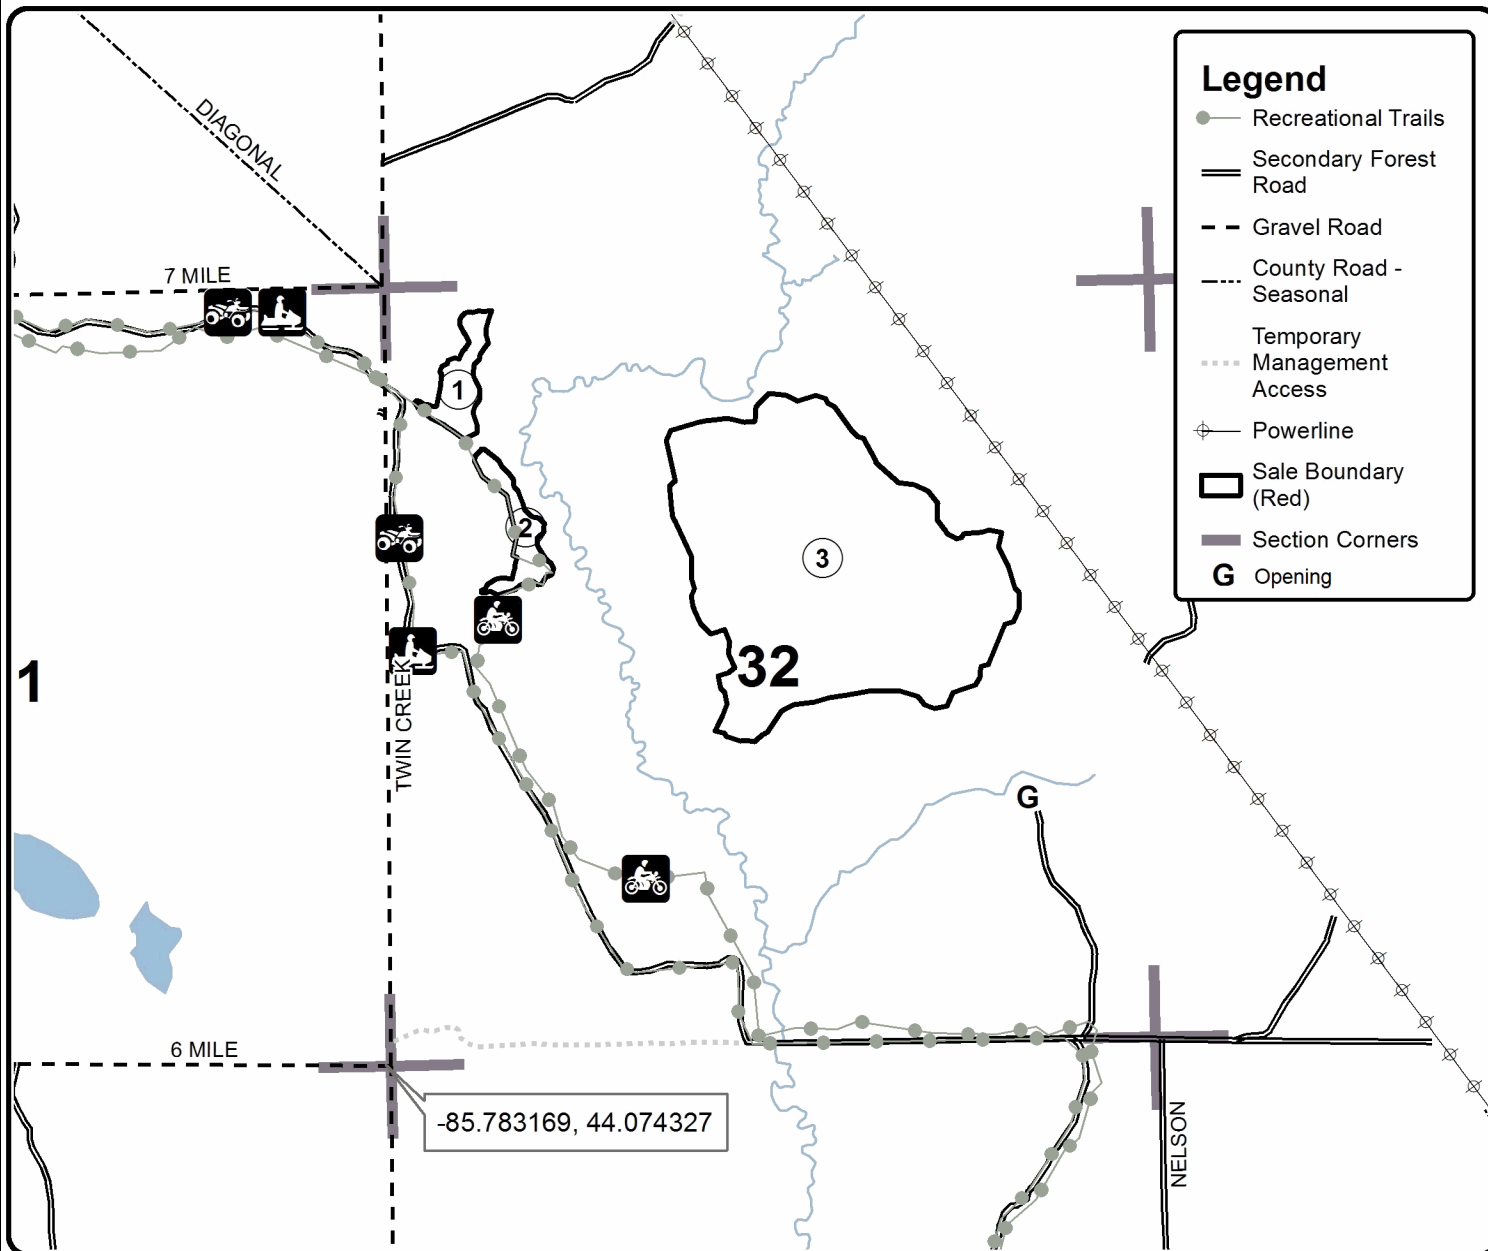 DIAGONAL
7 MILE
1
2
3
32
1
TWIN CREEK
G
6 MILE
-85.783169, 44.074327
NELSON
Legend
Recreational Trails
Secondary Forest
Road
Gravel Road
County Road -
Seasonal
Temporary
Management
Access
Powerline
Sale Boundary
(Red)
Section Corners
G Opening